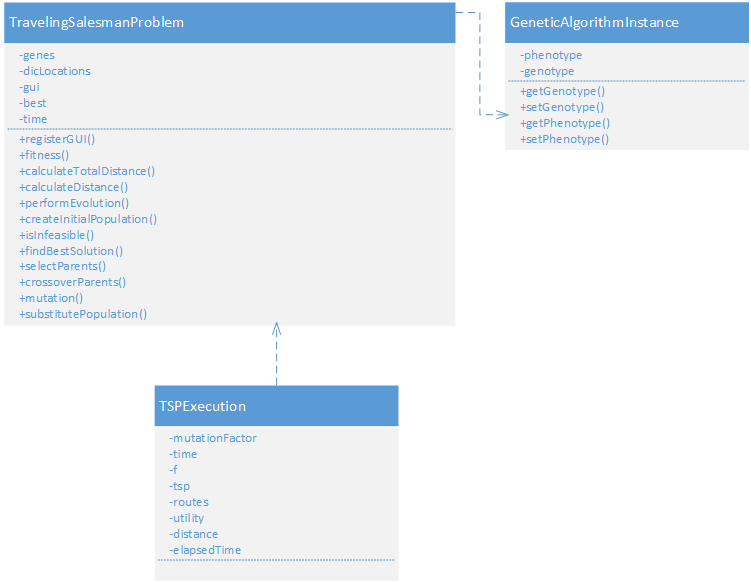 TravelingSalesmanProblem
-genes
-dicLocations
-gui
-best
-time
+registerGUI()
+fitness()
+calculateTotalDistance()
+calculateDistance()
+performEvolution()
+createInitialPopulation()
+isInfeasible()
+findBestSolution()
+selectParents()
+crossoverParents()
+mutation()
+substitutePopulation()
GeneticAlgorithmInstance
-phenotype
-genotype
+getGenotype()
+setGenotype()
+getPhenotype()
+setPhenotype()
TSPExecution
-mutationFactor
-time
-f
-tsp
-routes
-utility
-distance
-elapsedTime